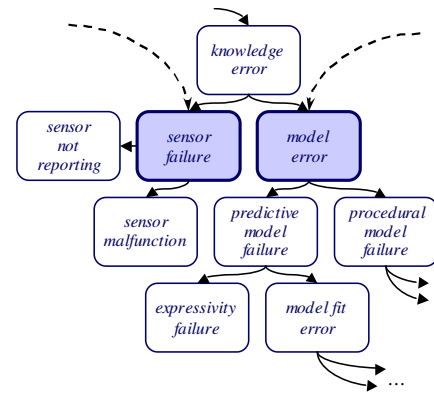 knowledge
error
sensor
not
reporting
sensor
failure
model
error
sensor
malfunction
predictive
model
failure
procedural
model
failure
expressivity
failure
model fit
error
...